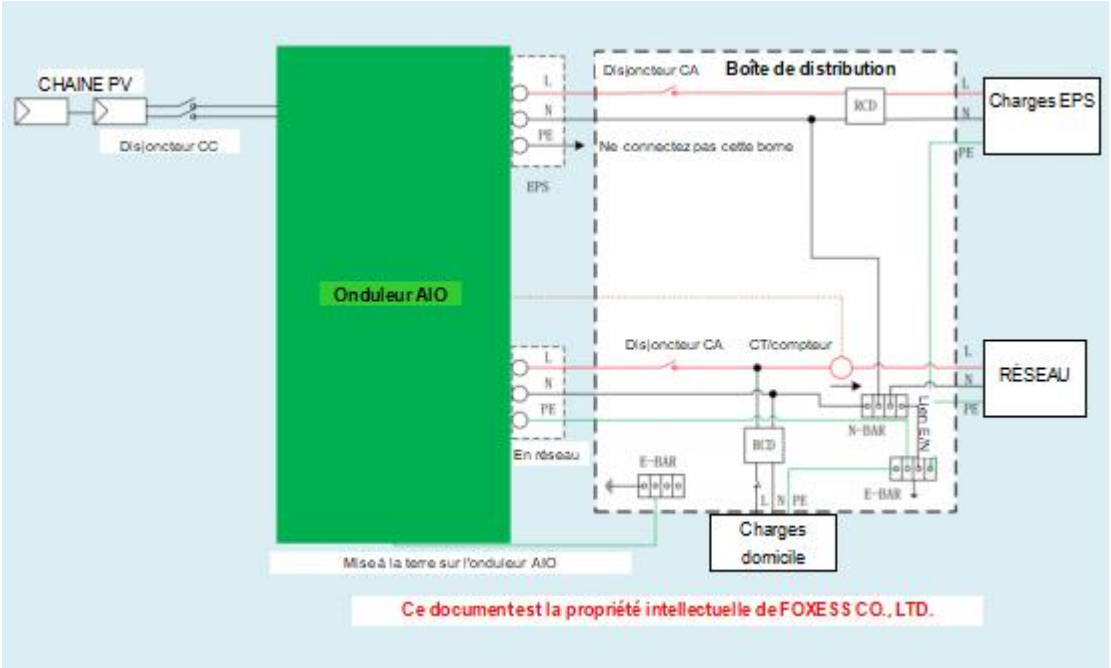 CHAINE PV
Disjoncteur CC
L
N
PE
EPS
Disjoncteur CA
Boîte de distribution
RCD
Ne connectez pas cette borne
L
N
PE
Charges EPS
Onduleur AIO
L
N
PE
En réseau
Disjoncteur CA
CT/compteur
L
N
PE
RÉSEAU
N-BAR
Lien E/N
RCD
E-BAR
E-BAR
L N PE
Charges
domicile
Mise à la terre sur l'onduleur AIO
Ce document est la propriété intellectuelle de FOXESS CO., LTD.